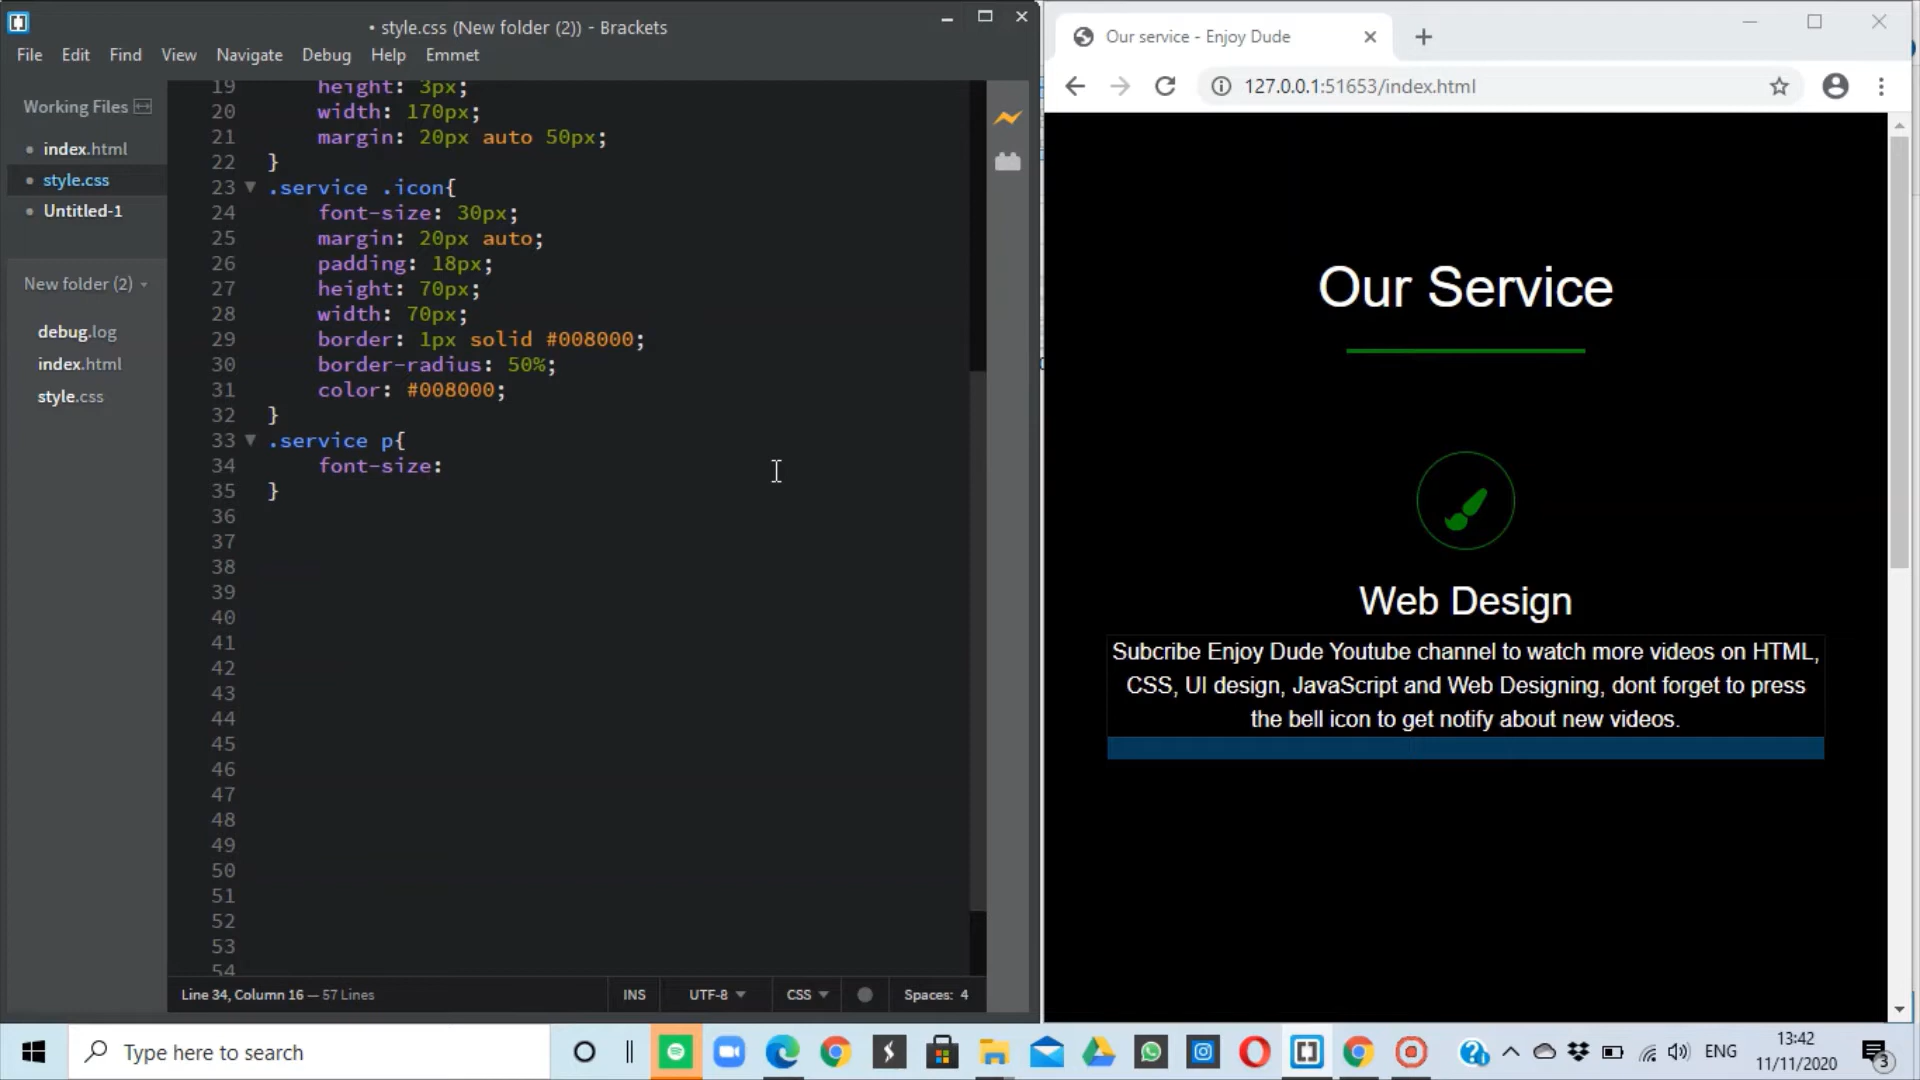 • style.css (New folder (2)) - Brackets
File Edit Find View Navigate Debug Help Emmet
Working Files
index.html
style.css
Untitled-1
New folder (2)
debug.log
index.html
style.css
19 height: 3px;
20 width: 170px;
21 margin: 20px auto 50px;
22 }
23 .service .icon{
24 font-size: 30px;
25 margin: 20px auto;
26 padding: 18px;
27 height: 70px;
28 width: 70px;
29 border: 1px solid #008000;
30 border-radius: 50%;
31 color: #008000;
32 }
33 .service p{
34 font-size:
35 }
36
37
38
39
40
41
42
43
44
45
46
47
48
49
50
51
52
53
54
Line 34, Column 16 — 57 Lines
INS UTF-8 CSS Spaces: 4
Our service - Enjoy Dude
127.0.0.1:51653/index.html
Our Service
Web Design
Subcribe Enjoy Dude Youtube channel to watch more videos on HTML,
CSS, UI design, JavaScript and Web Designing, dont forget to press
the bell icon to get notify about new videos.
Type here to search
ENG
13:42
11/11/2020
3